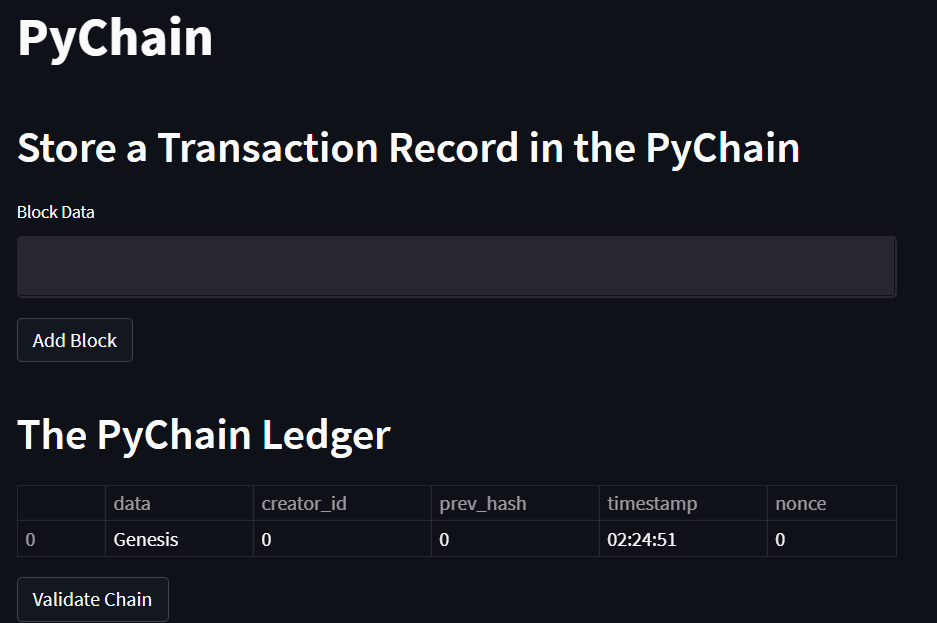 PyChain
Store a Transaction Record in the PyChain
Block Data
Add Block
The PyChain Ledger
data creator_id prev_hash timestamp nonce
0 Genesis 0 0 02:24:51 0
Validate Chain